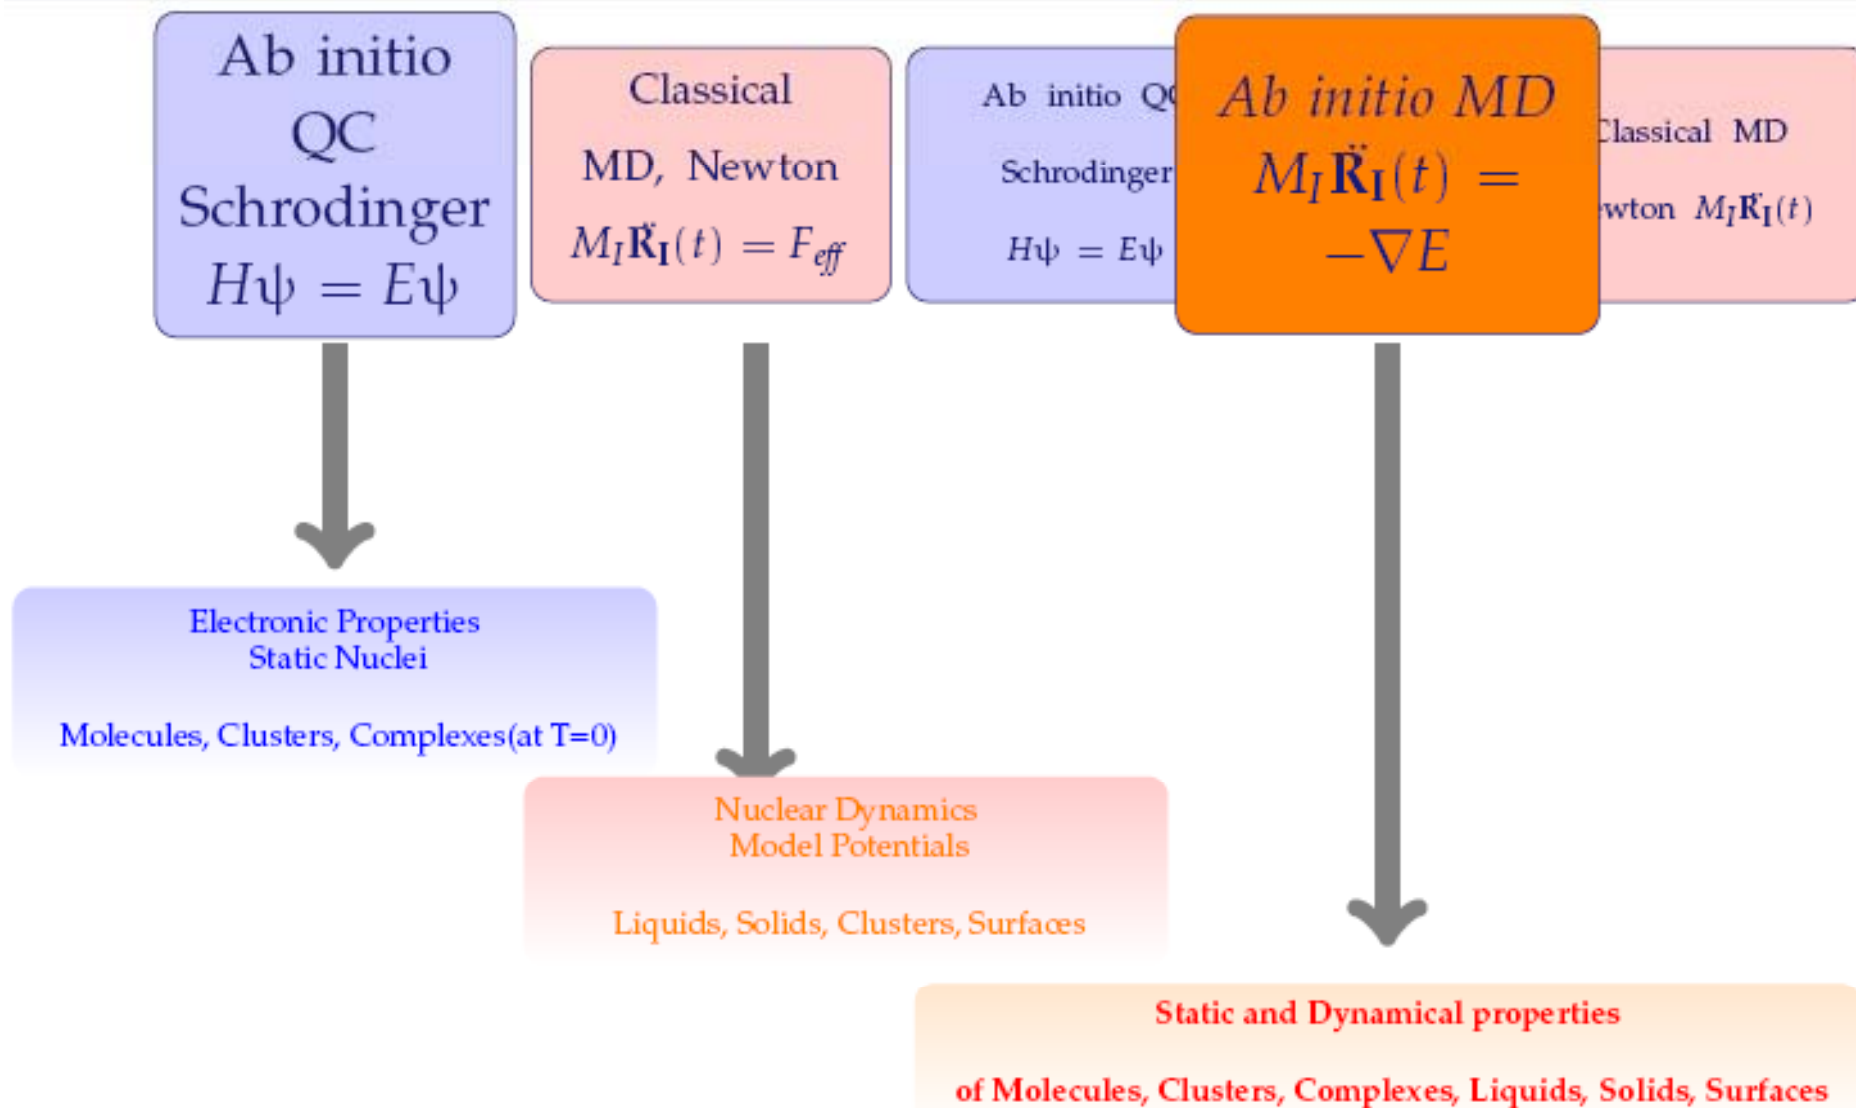 Ab initio
QC
Schrodinger
Hψ = Eψ
Classical
MD, Newton
M_I R̈_I(t) = F_eff
Ab initio
Schrodinger
Hψ = Eψ
Ab initio MD
M_I R̈_I(t) =
−∇E
MD
M_I R̈_I(t)
Electronic Properties
Static Nuclei
Molecules, Clusters, Complexes(at T=0)
Nuclear Dynamics
Model Potentials
Liquids, Solids, Clusters, Surfaces
Static and Dynamical properties
of Molecules, Clusters, Complexes, Liquids, Solids, Surfaces